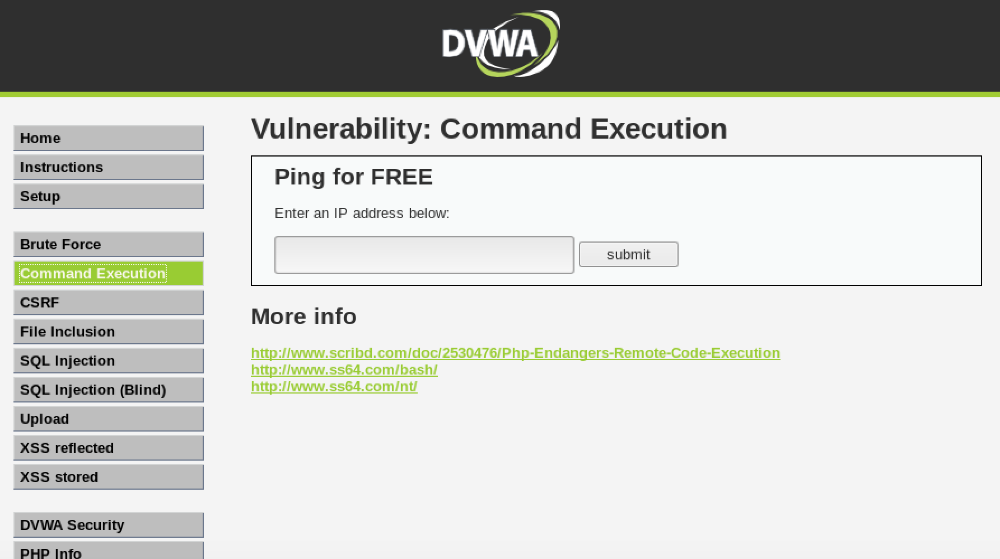 DVWA
Home
Instructions
Setup
Brute Force
Command Execution
CSRF
File Inclusion
SQL Injection
SQL Injection (Blind)
Upload
XSS reflected
XSS stored
DVWA Security
PHP Info
Vulnerability: Command Execution
Ping for FREE
Enter an IP address below:
submit
More info
http://www.scribd.com/doc/2530476/Php-Endangers-Remote-Code-Execution
http://www.ss64.com/bash/
http://www.ss64.com/nt/